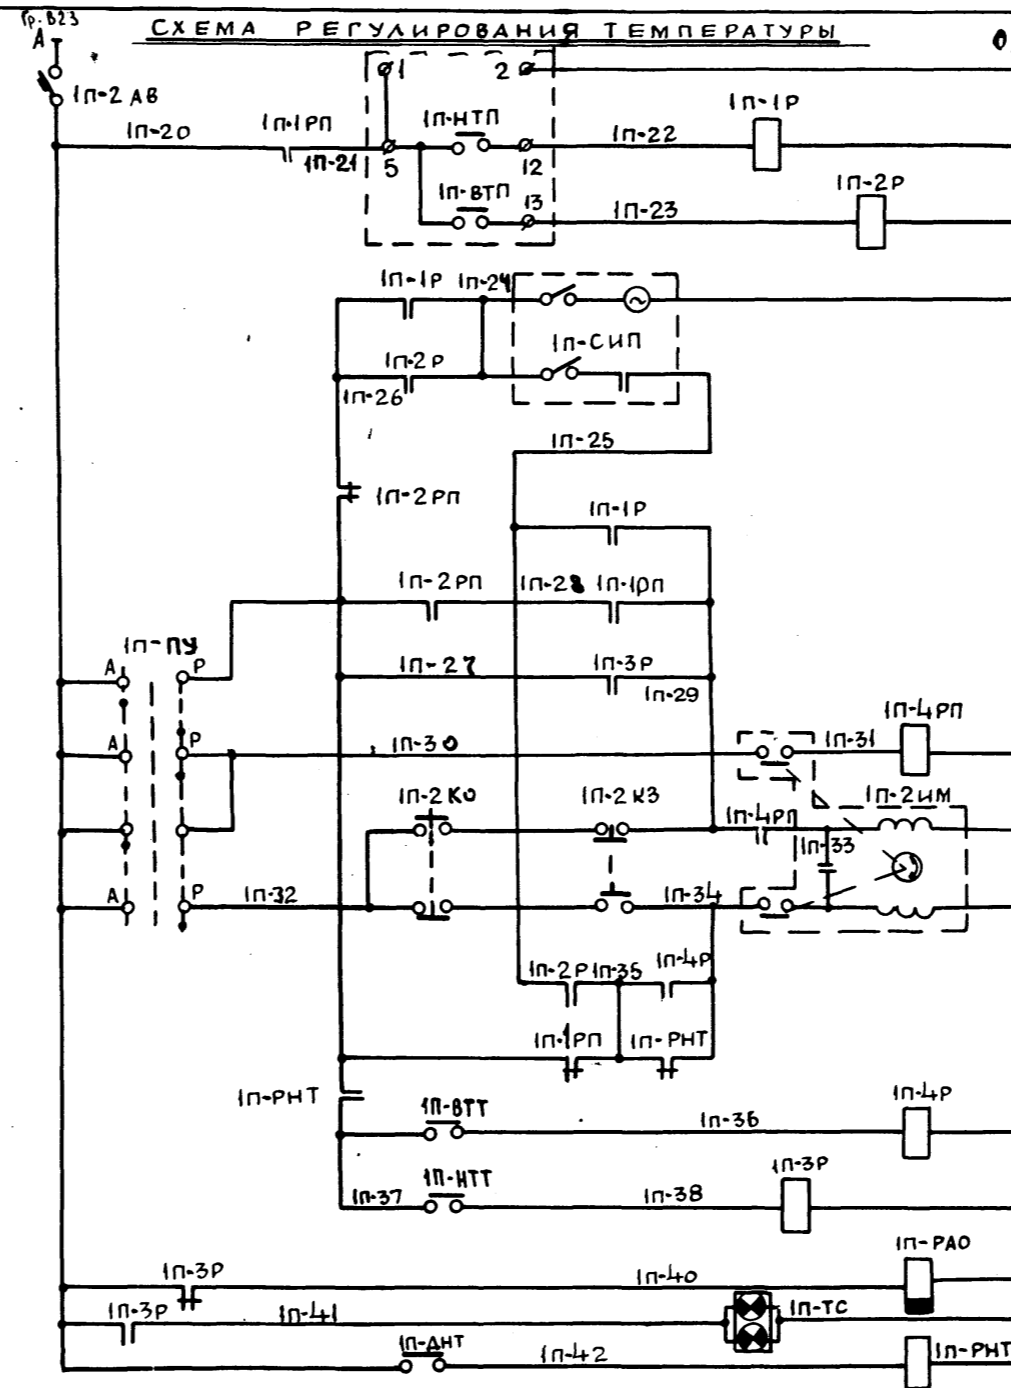 Гр. В23
А
СХЕМА РЕГУЛИРОВАНИЯ ТЕМПЕРАТУРЫ
1П-2 АВ
1 2
1П-20 1П-1РП 1П-НТП 1П-22 1П-1Р
1П-21 5 12
1П-ВТП 13 1П-23 1П-2Р
1П-1Р 1П-24
1П-2Р 1П-СИП
1П-26
1П-25
1П-2РП
1П-1Р
1П-2РП 1П-28 1П-1РП
1П-ПУ
А Р
1П-27 1П-3Р
1П-29
А Р 1П-30 1П-31 1П-4РП
1П-2КО 1П-2КЗ 1П-2ИМ
1П-4РП
1П-33
А Р 1П-32 1П-34
1П-2Р 1П-35 1П-4Р
1П-1РП 1П-РНТ
1П-РНТ
1П-ВТТ 1П-36 1П-4Р
1П-37 1П-НТТ 1П-38 1П-3Р
1П-3Р 1П-40 1П-РАО
1П-3Р 1П-41 1П-ТС
1П-ДНТ 1П-42 1П-РНТ